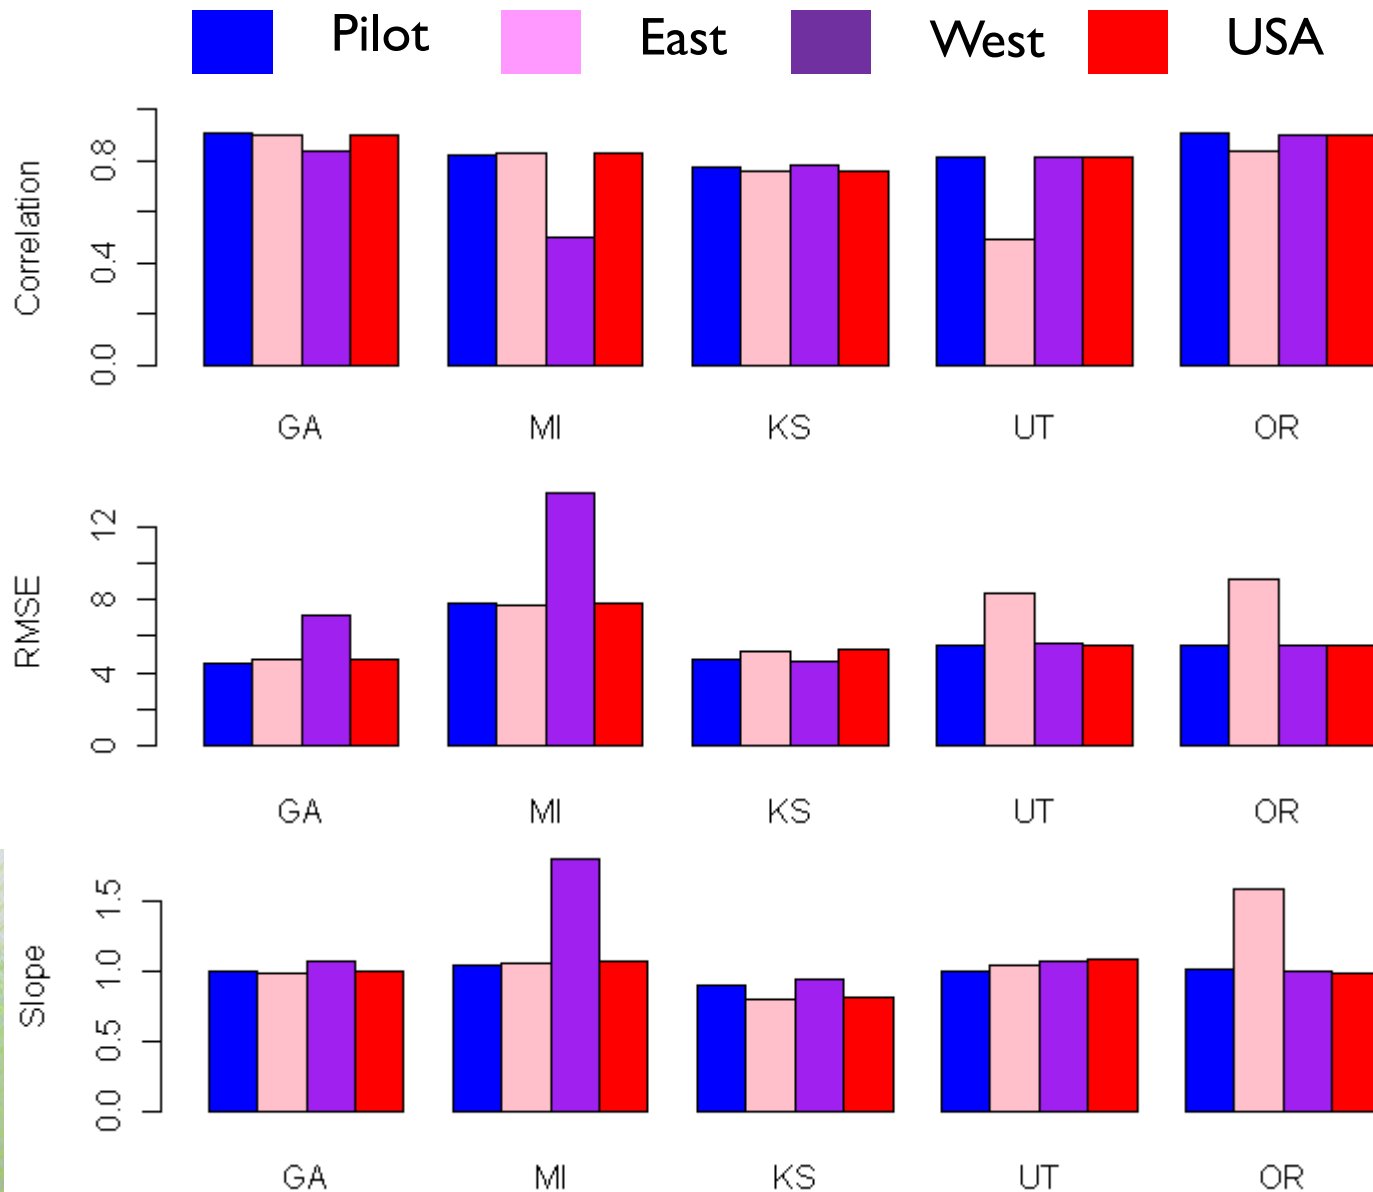 Pilot East West USA
Correlation
0.8
0.4
0.0
GA MI KS UT OR
RMSE
12
8
4
0
GA MI KS UT OR
Slope
1.5
1.0
0.5
0.0
GA MI KS UT OR